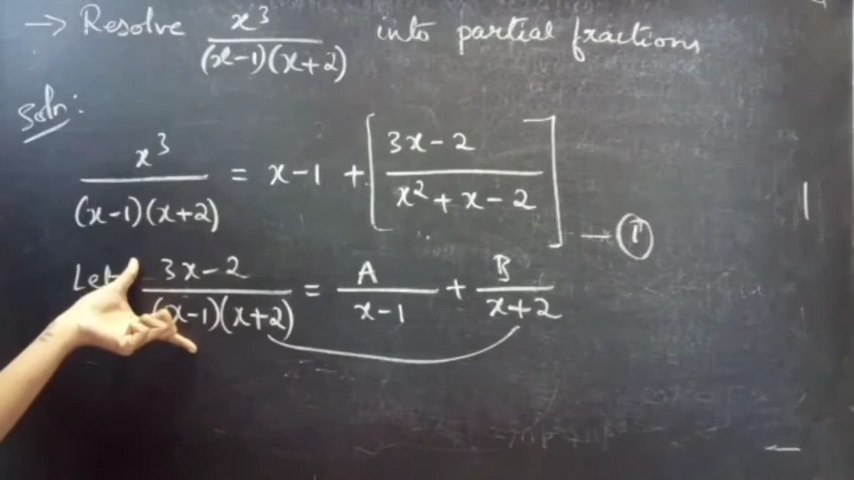 → Resolve x³/((x-1)(x+2)) into partial fractions
Soln:
x³/((x-1)(x+2)) = x-1 + [(3x-2)/(x²+x-2)] — ①
Let (3x-2)/((x-1)(x+2)) = A/(x-1) + B/(x+2)